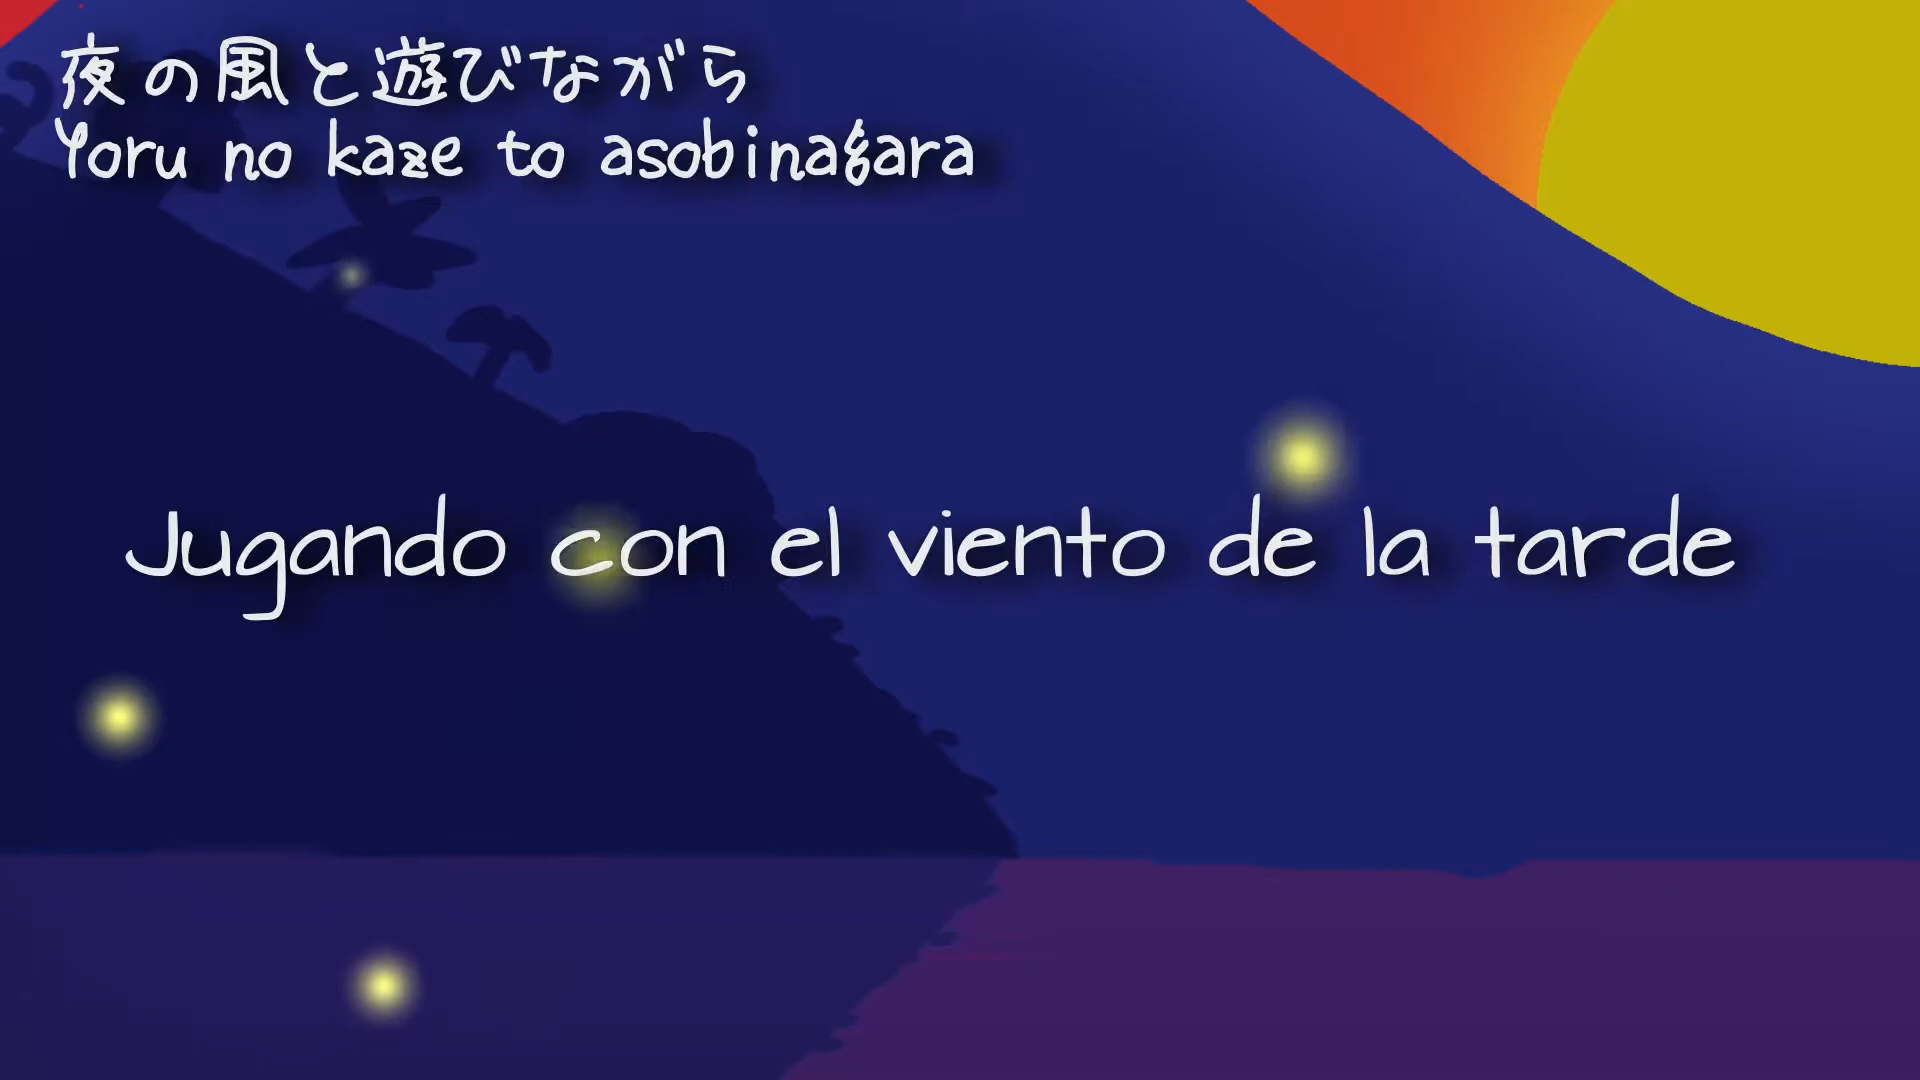 夜の風と遊びながら
Yoru no kaze to asobinagara
Jugando con el viento de la tarde